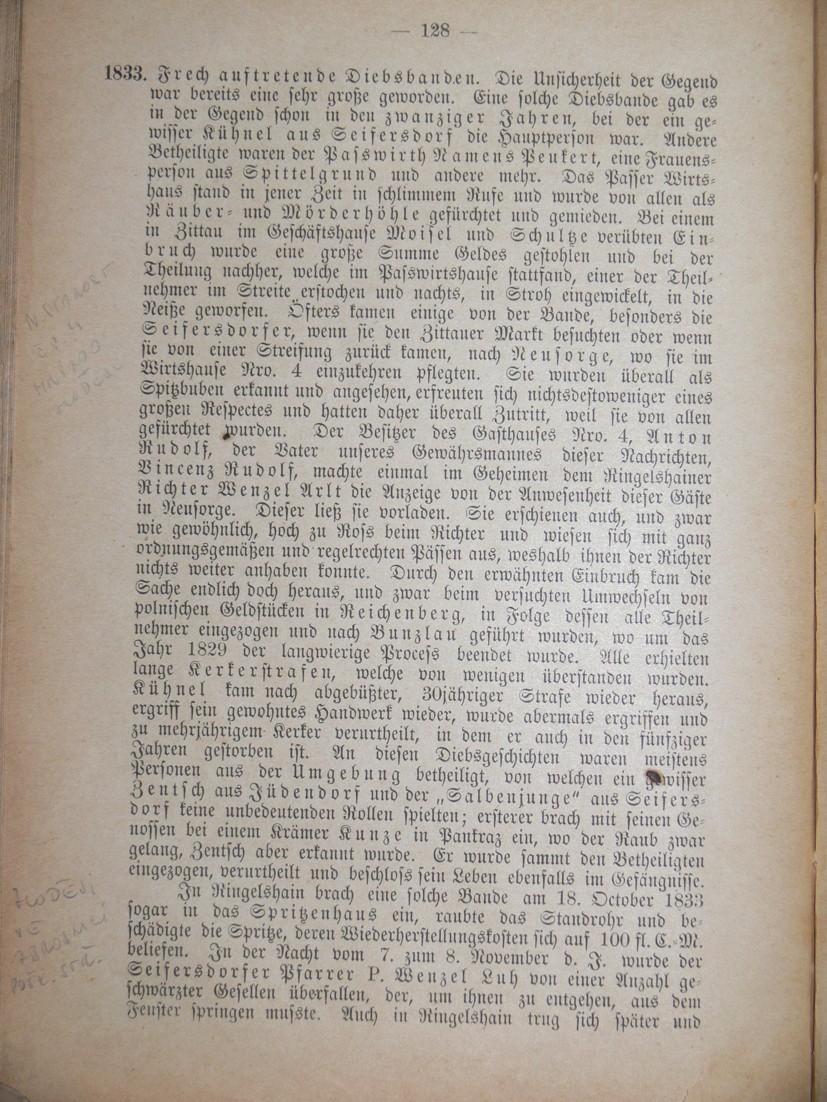 — 128 —
1833. Frech auftretende Diebsbanden. Die Unsicherheit der Gegend
war bereits eine sehr große geworden. Eine solche Diebsbande gab es
in der Gegend schon in den zwanziger Jahren, bei der ein ge-
wisser Kühnel aus Seifersdorf die Hauptperson war. Andere
Betheiligte waren der Passwirth Namens Peukert, eine Frauens-
person aus Spittelgrund und andere mehr. Das Passer Wirts-
haus stand in jener Zeit in schlimmem Rufe und wurde von allen als
Räuber- und Mörderhöhle gefürchtet und gemieden. Bei einem
in Zittau im Geschäftshause Moisel und Schultze verübten Ein-
bruch wurde eine große Summe Geldes gestohlen und bei der
Theilung nachher, welche im Passwirtshause stattfand, einer der Theil-
nehmer im Streite erstochen und nachts, in Stroh eingewickelt, in die
Neiße geworfen. Öfters kamen einige von der Bande, besonders die
Seifersdorfer, wenn sie den Zittauer Markt besuchten oder wenn
sie von einer Streifung zurück kamen, nach Neusorge, wo sie im
Wirtshause Nro. 4 einzukehren pflegten. Sie wurden überall als
Spitzbuben erkannt und angesehen, erfreuten sich nichtsdestoweniger eines
großen Respectes und hatten daher überall Zutritt, weil sie von allen
gefürchtet wurden. Der Besitzer des Gasthauses Nro. 4, Anton
Rudolf, der Vater unseres Gewährsmannes dieser Nachrichten,
Vincenz Rudolf, machte einmal im Geheimen dem Ringelshainer
Richter Wenzel Arlt die Anzeige von der Anwesenheit dieser Gäste
in Neusorge. Dieser ließ sie vorladen. Sie erschienen auch, und zwar
wie gewöhnlich, hoch zu Ross beim Richter und wiesen sich mit ganz
ordnungsgemäßen und regelrechten Pässen aus, weshalb ihnen der Richter
nichts weiter anhaben konnte. Durch den erwähnten Einbruch kam die
Sache endlich doch heraus, und zwar beim versuchten Umwechseln von
polnischen Geldstücken in Reichenberg, in Folge dessen alle Theil-
nehmer eingezogen und nach Bunzlau geführt wurden, wo um das
Jahr 1829 der langwierige Process beendet wurde. Alle erhielten
lange Kerkerstrafen, welche von wenigen überstanden wurden.
Kühnel kam nach abgebüßter, 30jähriger Strafe wieder heraus,
ergriff sein gewohntes Handwerk wieder, wurde abermals ergriffen und
zu mehrjährigem Kerker verurtheilt, in dem er auch in den fünfziger
Jahren gestorben ist. An diesen Diebsgeschichten waren meistens
Personen aus der Umgebung betheiligt, von welchen ein gewisser
Zentsch aus Jübendorf und der „Salbenjunge“ aus Seifers-
dorf keine unbedeutenden Rollen spielten; ersterer brach mit seinen Ge-
nossen bei einem Krämer Kunze in Pankraz ein, wo der Raub zwar
gelang, Zentsch aber erkannt wurde. Er wurde sammt den Betheiligten
eingezogen, verurtheilt und beschloss sein Leben ebenfalls im Gefängnisse.
In Ringelshain brach eine solche Bande am 18. October 1833
sogar in das Spritzenhaus ein, raubte das Standrohr und be-
schädigte die Spritze, deren Wiederherstellungskosten sich auf 100 fl. C.-M.
beliefen. In der Nacht vom 7. zum 8. November d. J. wurde der
Seifersdorfer Pfarrer P. Wenzel Luh von einer Anzahl ge-
schwärzter Gesellen überfallen, der, um ihnen zu entgehen, aus dem
Fenster springen musste. Auch in Ringelshain trug sich später und